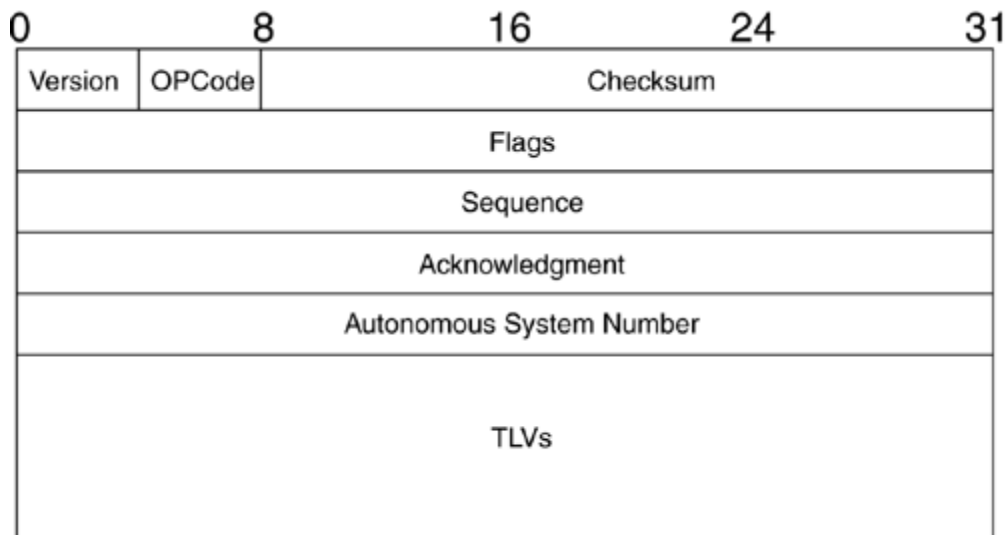 0 8 16 24 31
Version OPCode Checksum
Flags
Sequence
Acknowledgment
Autonomous System Number
TLVs